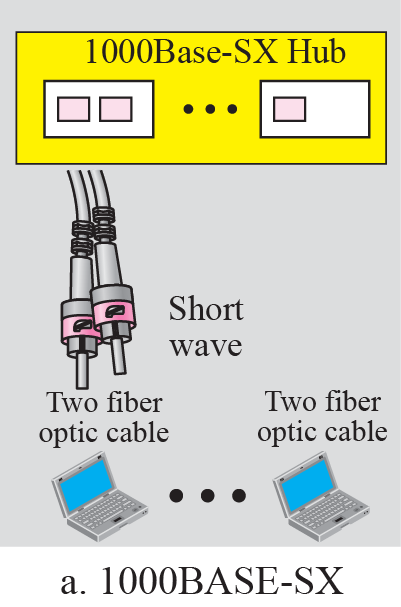 1000Base-SX Hub
Short
wave
Two fiber
optic cable
Two fiber
optic cable
a. 1000BASE-SX